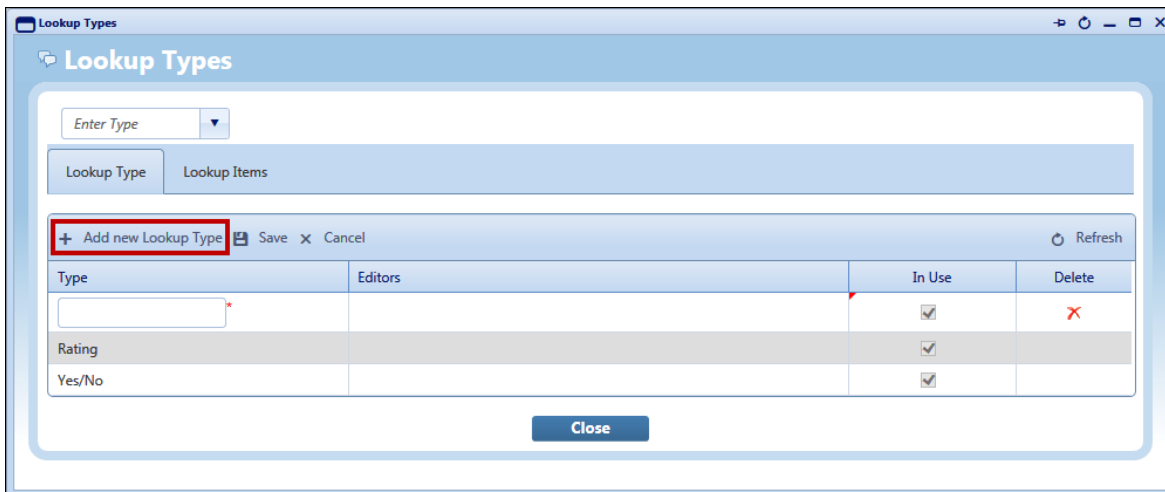 Lookup Types
Lookup Types
Enter Type
Lookup Type Lookup Items
+ Add new Lookup Type Save x Cancel Refresh
Type Editors In Use Delete
*
Rating
Yes/No
Close